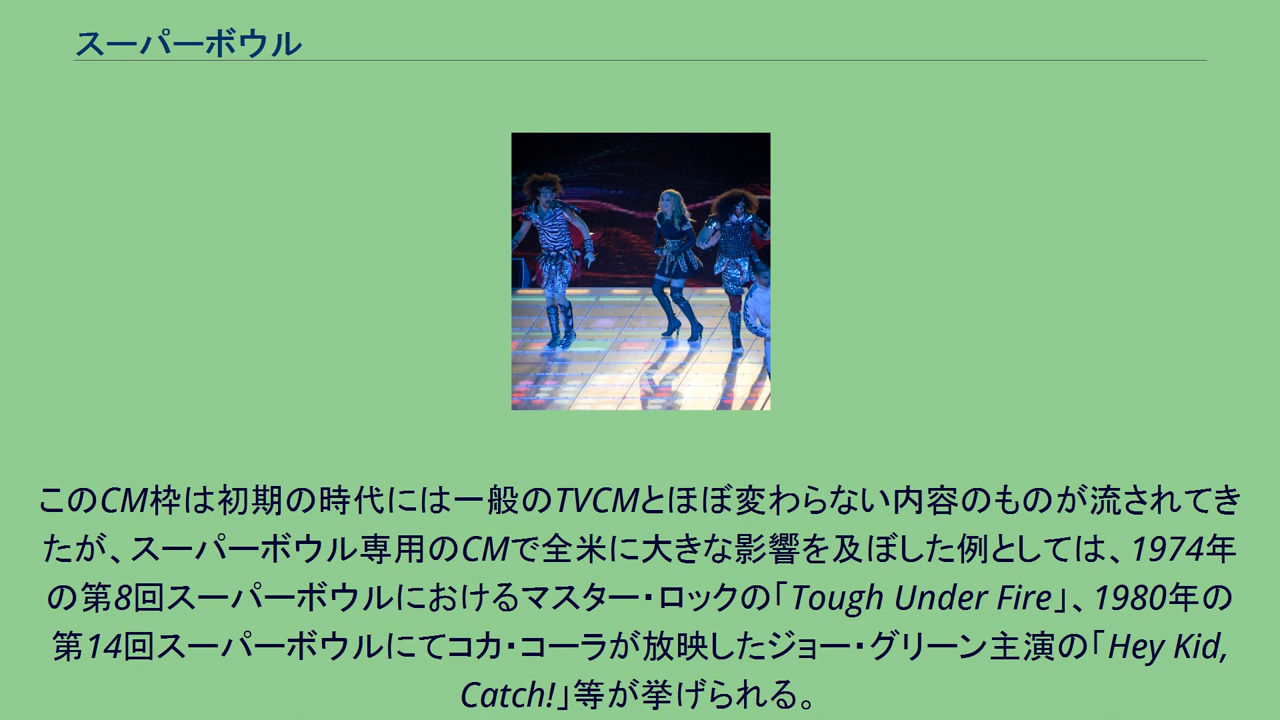 スーパーボウル
このCM枠は初期の時代には一般のTVCMとほぼ変わらない内容のものが流されてき
たが、スーパーボウル専用のCMで全米に大きな影響を及ぼした例としては、1974年
の第8回スーパーボウルにおけるマスター・ロックの「Tough Under Fire」、1980年の
第14回スーパーボウルにてコカ・コーラが放映したジョー・グリーン主演の「Hey Kid,
Catch!」等が挙げられる。